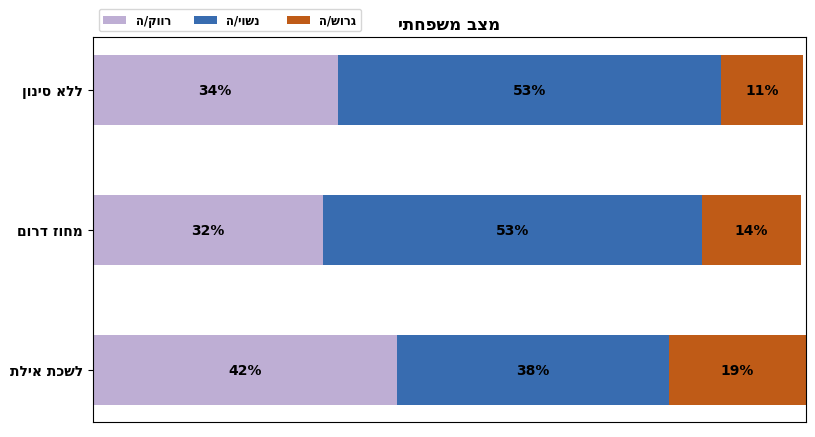 מצב משפחתי
רווק/ה נשוי/ה גרוש/ה
ללא סינון 34% 53% 11%
מחוז דרום 32% 53% 14%
לשכת אילת 42% 38% 19%